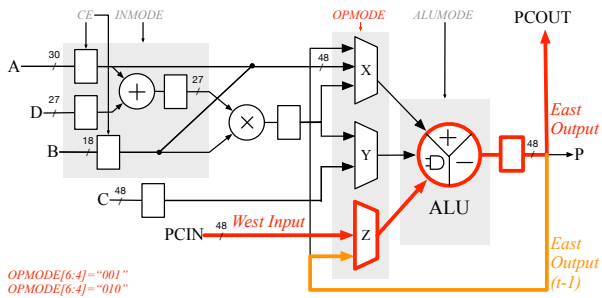 CE INMODE OPMODE ALUMODE PCOUT
A 30 27 48 X
D 27
B 18
Y
C 48
ALU
48 P
East
Output
PCIN 48 West Input Z
East
Output
(t-1)
OPMODE[6:4]="001"
OPMODE[6:4]="010"